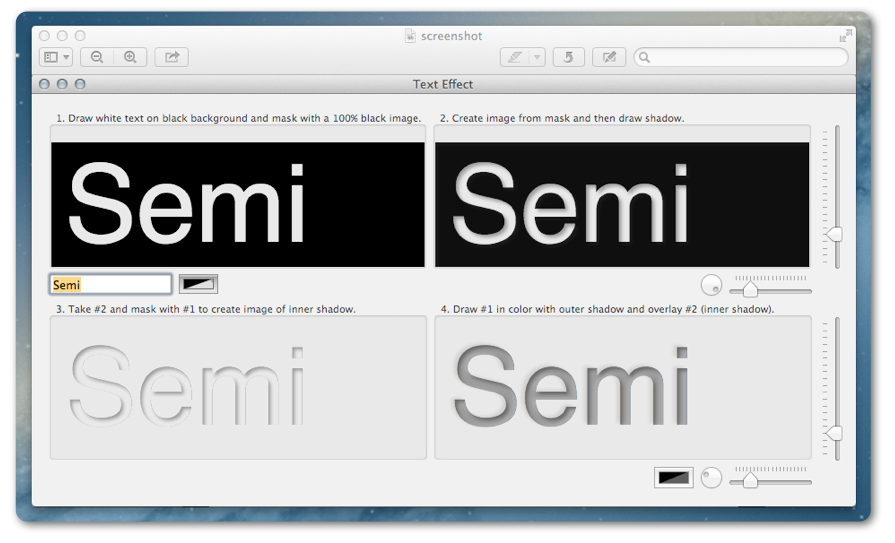 screenshot
Text Effect
1. Draw white text on black background and mask with a 100% black image.
2. Create image from mask and then draw shadow.
Semi
Semi
Semi
3. Take #2 and mask with #1 to create image of inner shadow.
4. Draw #1 in color with outer shadow and overlay #2 (inner shadow).
Semi
Semi